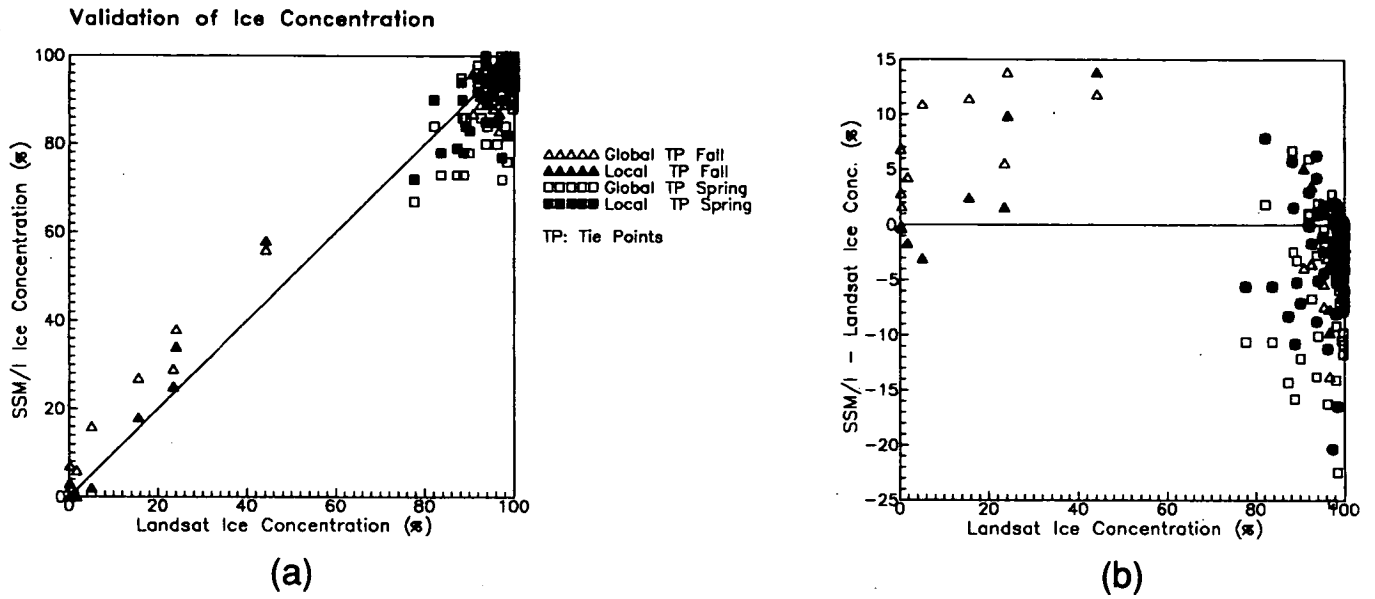 Validation of Ice Concentration
SSM/I Ice Concentration (%)
100
80
60
40
20
0
0 20 40 60 80 100
Landsat Ice Concentration (%)
(a)
Global TP Fall
Local TP Fall
Global TP Spring
Local TP Spring
TP: Tie Points
SSM/I - Landsat Ice Conc. (%)
15
10
5
0
-5
-10
-15
-20
-25
0 20 40 60 80 100
Landsat Ice Concentration (%)
(b)